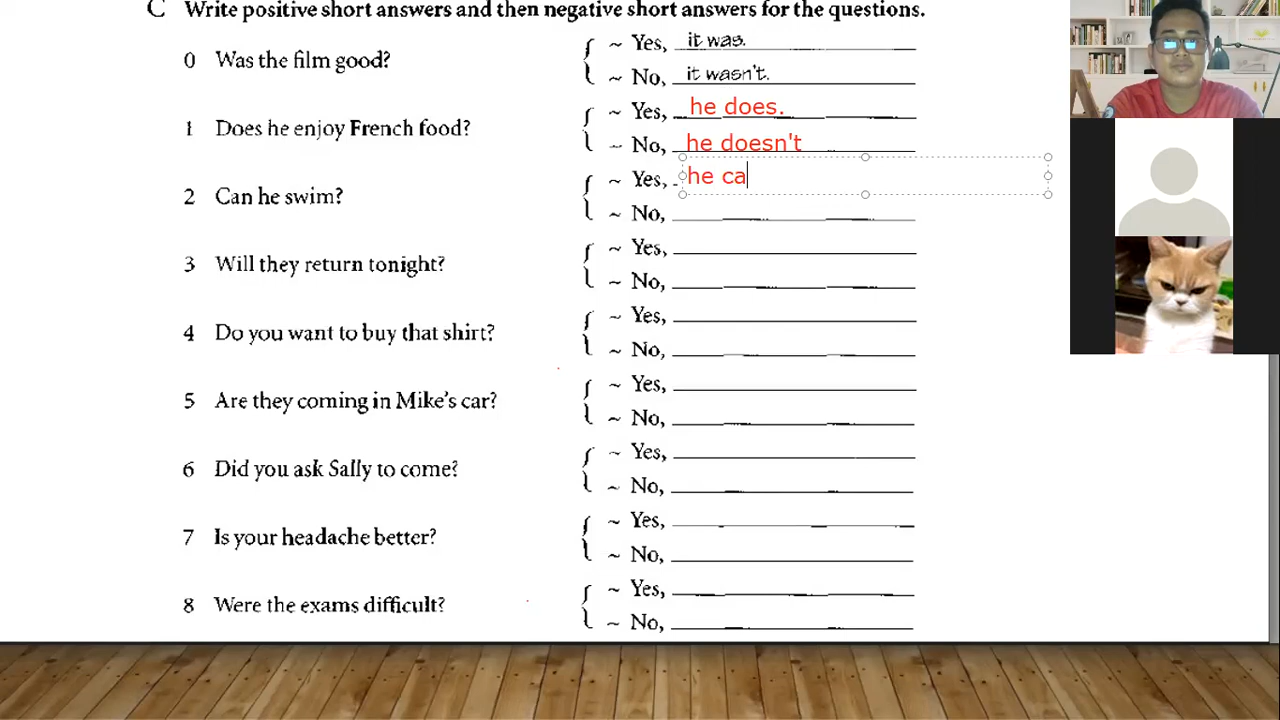 C Write positive short answers and then negative short answers for the questions.
0 Was the film good? ~ Yes, it was.
~ No, it wasn't.
1 Does he enjoy French food? ~ Yes, he does.
~ No, he doesn't
2 Can he swim? ~ Yes, he ca
~ No,
3 Will they return tonight? ~ Yes,
~ No,
4 Do you want to buy that shirt? ~ Yes,
~ No,
5 Are they coming in Mike's car? ~ Yes,
~ No,
6 Did you ask Sally to come? ~ Yes,
~ No,
7 Is your headache better? ~ Yes,
~ No,
8 Were the exams difficult? ~ Yes,
~ No,